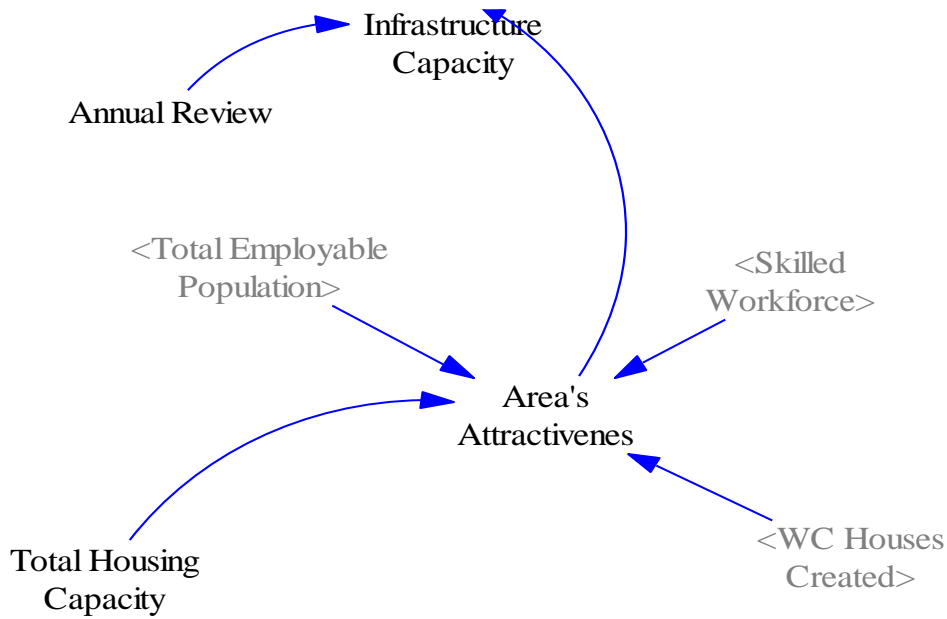 Infrastructure
Capacity
Annual Review
<Total Employable
Population>
<Skilled
Workforce>
Area's
Attractivenes
<WC Houses
Created>
Total Housing
Capacity